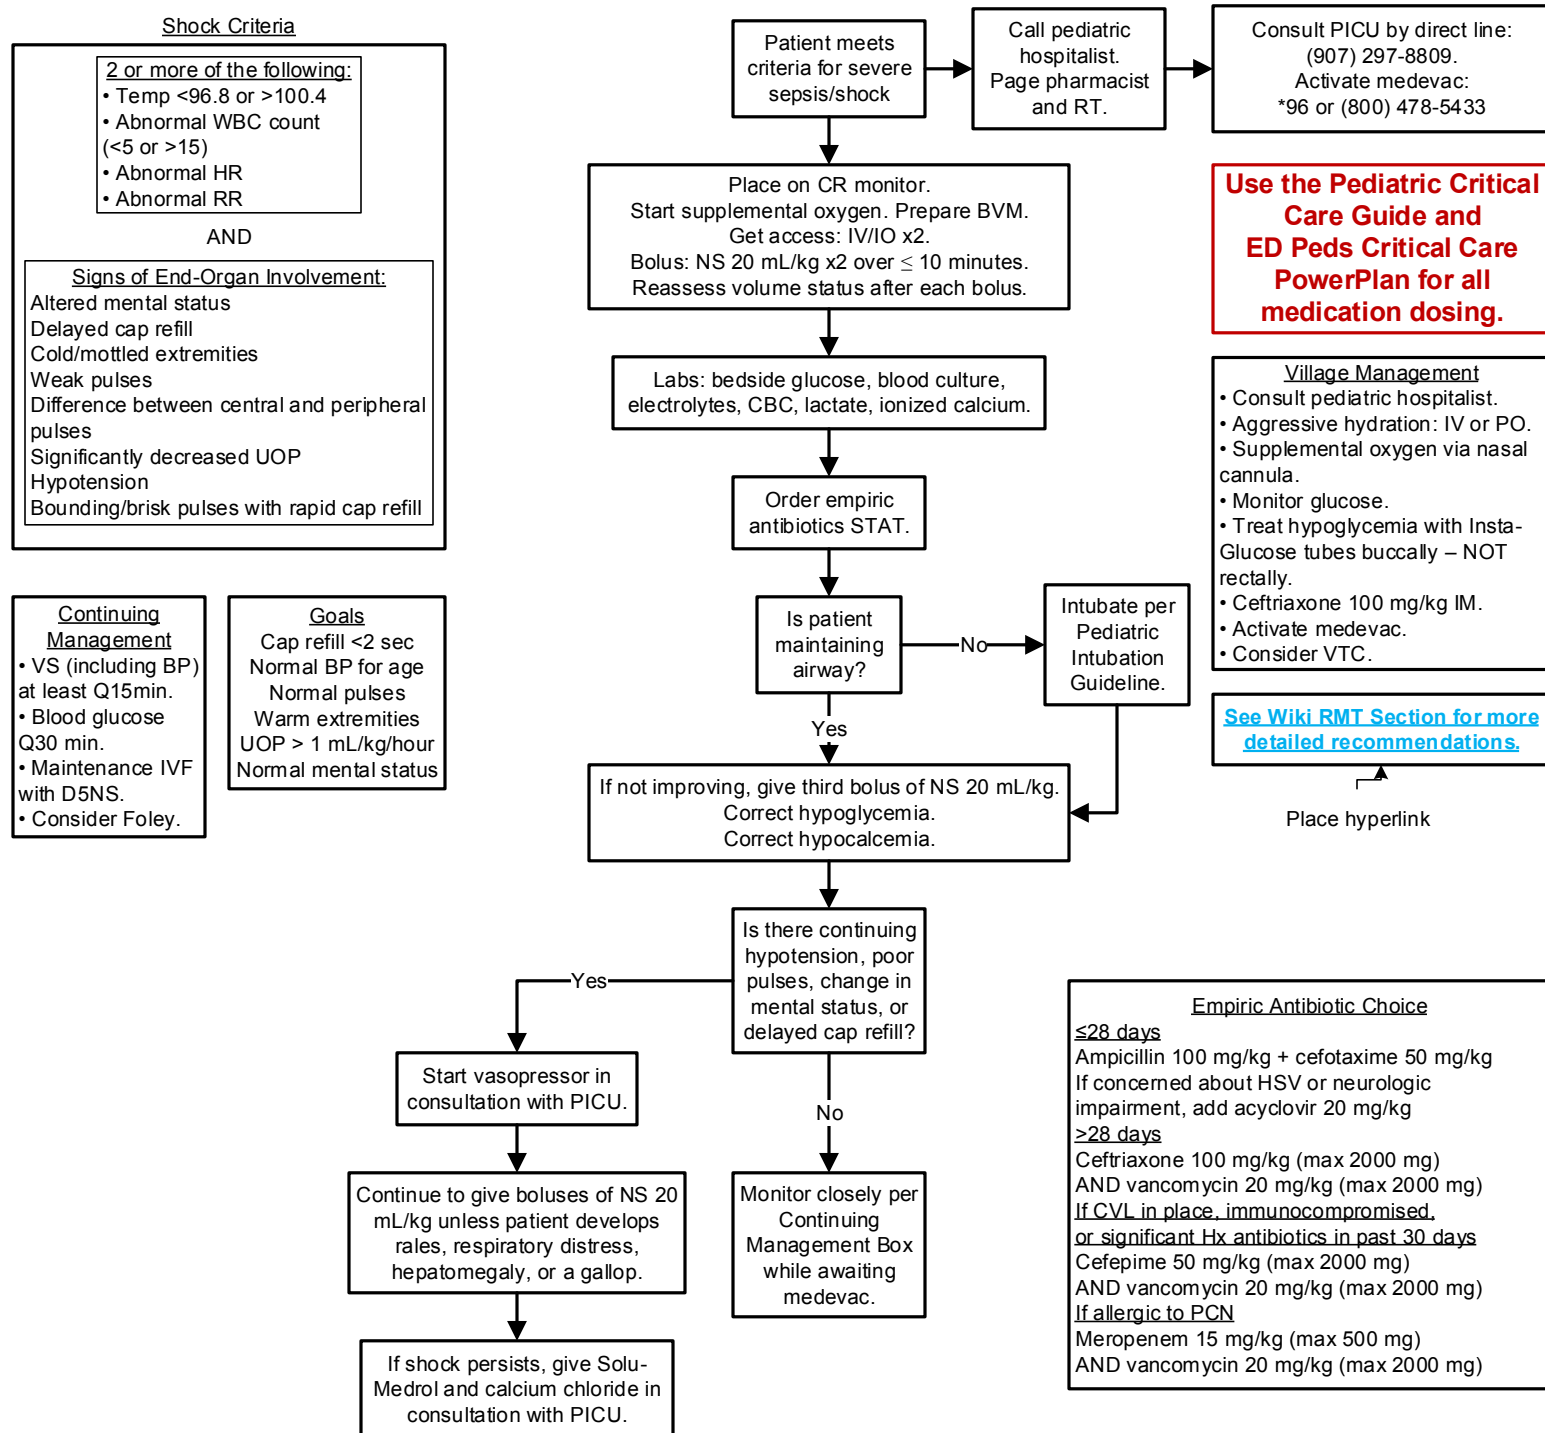 Shock Criteria
2 or more of the following:
• Temp <96.8 or >100.4
• Abnormal WBC count
(<5 or >15)
• Abnormal HR
• Abnormal RR
AND
Signs of End-Organ Involvement:
Altered mental status
Delayed cap refill
Cold/mottled extremities
Weak pulses
Difference between central and peripheral
pulses
Significantly decreased UOP
Hypotension
Bounding/brisk pulses with rapid cap refill
Continuing
Management
• VS (including BP)
at least Q15min.
• Blood glucose
Q30 min.
• Maintenance IVF
with D5NS.
• Consider Foley.
Goals
Cap refill <2 sec
Normal BP for age
Normal pulses
Warm extremities
UOP > 1 mL/kg/hour
Normal mental status
Patient meets
criteria for severe
sepsis/shock
Call pediatric
hospitalist.
Page pharmacist
and RT.
Consult PICU by direct line:
(907) 297-8809.
Activate medevac:
*96 or (800) 478-5433
Place on CR monitor.
Start supplemental oxygen. Prepare BVM.
Get access: IV/IO x2.
Bolus: NS 20 mL/kg x2 over ≤ 10 minutes.
Reassess volume status after each bolus.
Labs: bedside glucose, blood culture,
electrolytes, CBC, lactate, ionized calcium.
Order empiric
antibiotics STAT.
Is patient
maintaining
airway?
No
Intubate per
Pediatric
Intubation
Guideline.
Yes
If not improving, give third bolus of NS 20 mL/kg.
Correct hypoglycemia.
Correct hypocalcemia.
Is there continuing
hypotension, poor
pulses, change in
mental status, or
delayed cap refill?
Yes
Start vasopressor in
consultation with PICU.
Continue to give boluses of NS 20
mL/kg unless patient develops
rales, respiratory distress,
hepatomegaly, or a gallop.
If shock persists, give Solu-
Medrol and calcium chloride in
consultation with PICU.
No
Monitor closely per
Continuing
Management Box
while awaiting
medevac.
Use the Pediatric Critical
Care Guide and
ED Peds Critical Care
PowerPlan for all
medication dosing.
Village Management
• Consult pediatric hospitalist.
• Aggressive hydration: IV or PO.
• Supplemental oxygen via nasal
cannula.
• Monitor glucose.
• Treat hypoglycemia with Insta-
Glucose tubes buccally – NOT
rectally.
• Ceftriaxone 100 mg/kg IM.
• Activate medevac.
• Consider VTC.
See Wiki RMT Section for more
detailed recommendations.
Place hyperlink
Empiric Antibiotic Choice
≤28 days
Ampicillin 100 mg/kg + cefotaxime 50 mg/kg
If concerned about HSV or neurologic
impairment, add acyclovir 20 mg/kg
>28 days
Ceftriaxone 100 mg/kg (max 2000 mg)
AND vancomycin 20 mg/kg (max 2000 mg)
If CVL in place, immunocompromised,
or significant Hx antibiotics in past 30 days
Cefepime 50 mg/kg (max 2000 mg)
AND vancomycin 20 mg/kg (max 2000 mg)
If allergic to PCN
Meropenem 15 mg/kg (max 500 mg)
AND vancomycin 20 mg/kg (max 2000 mg)